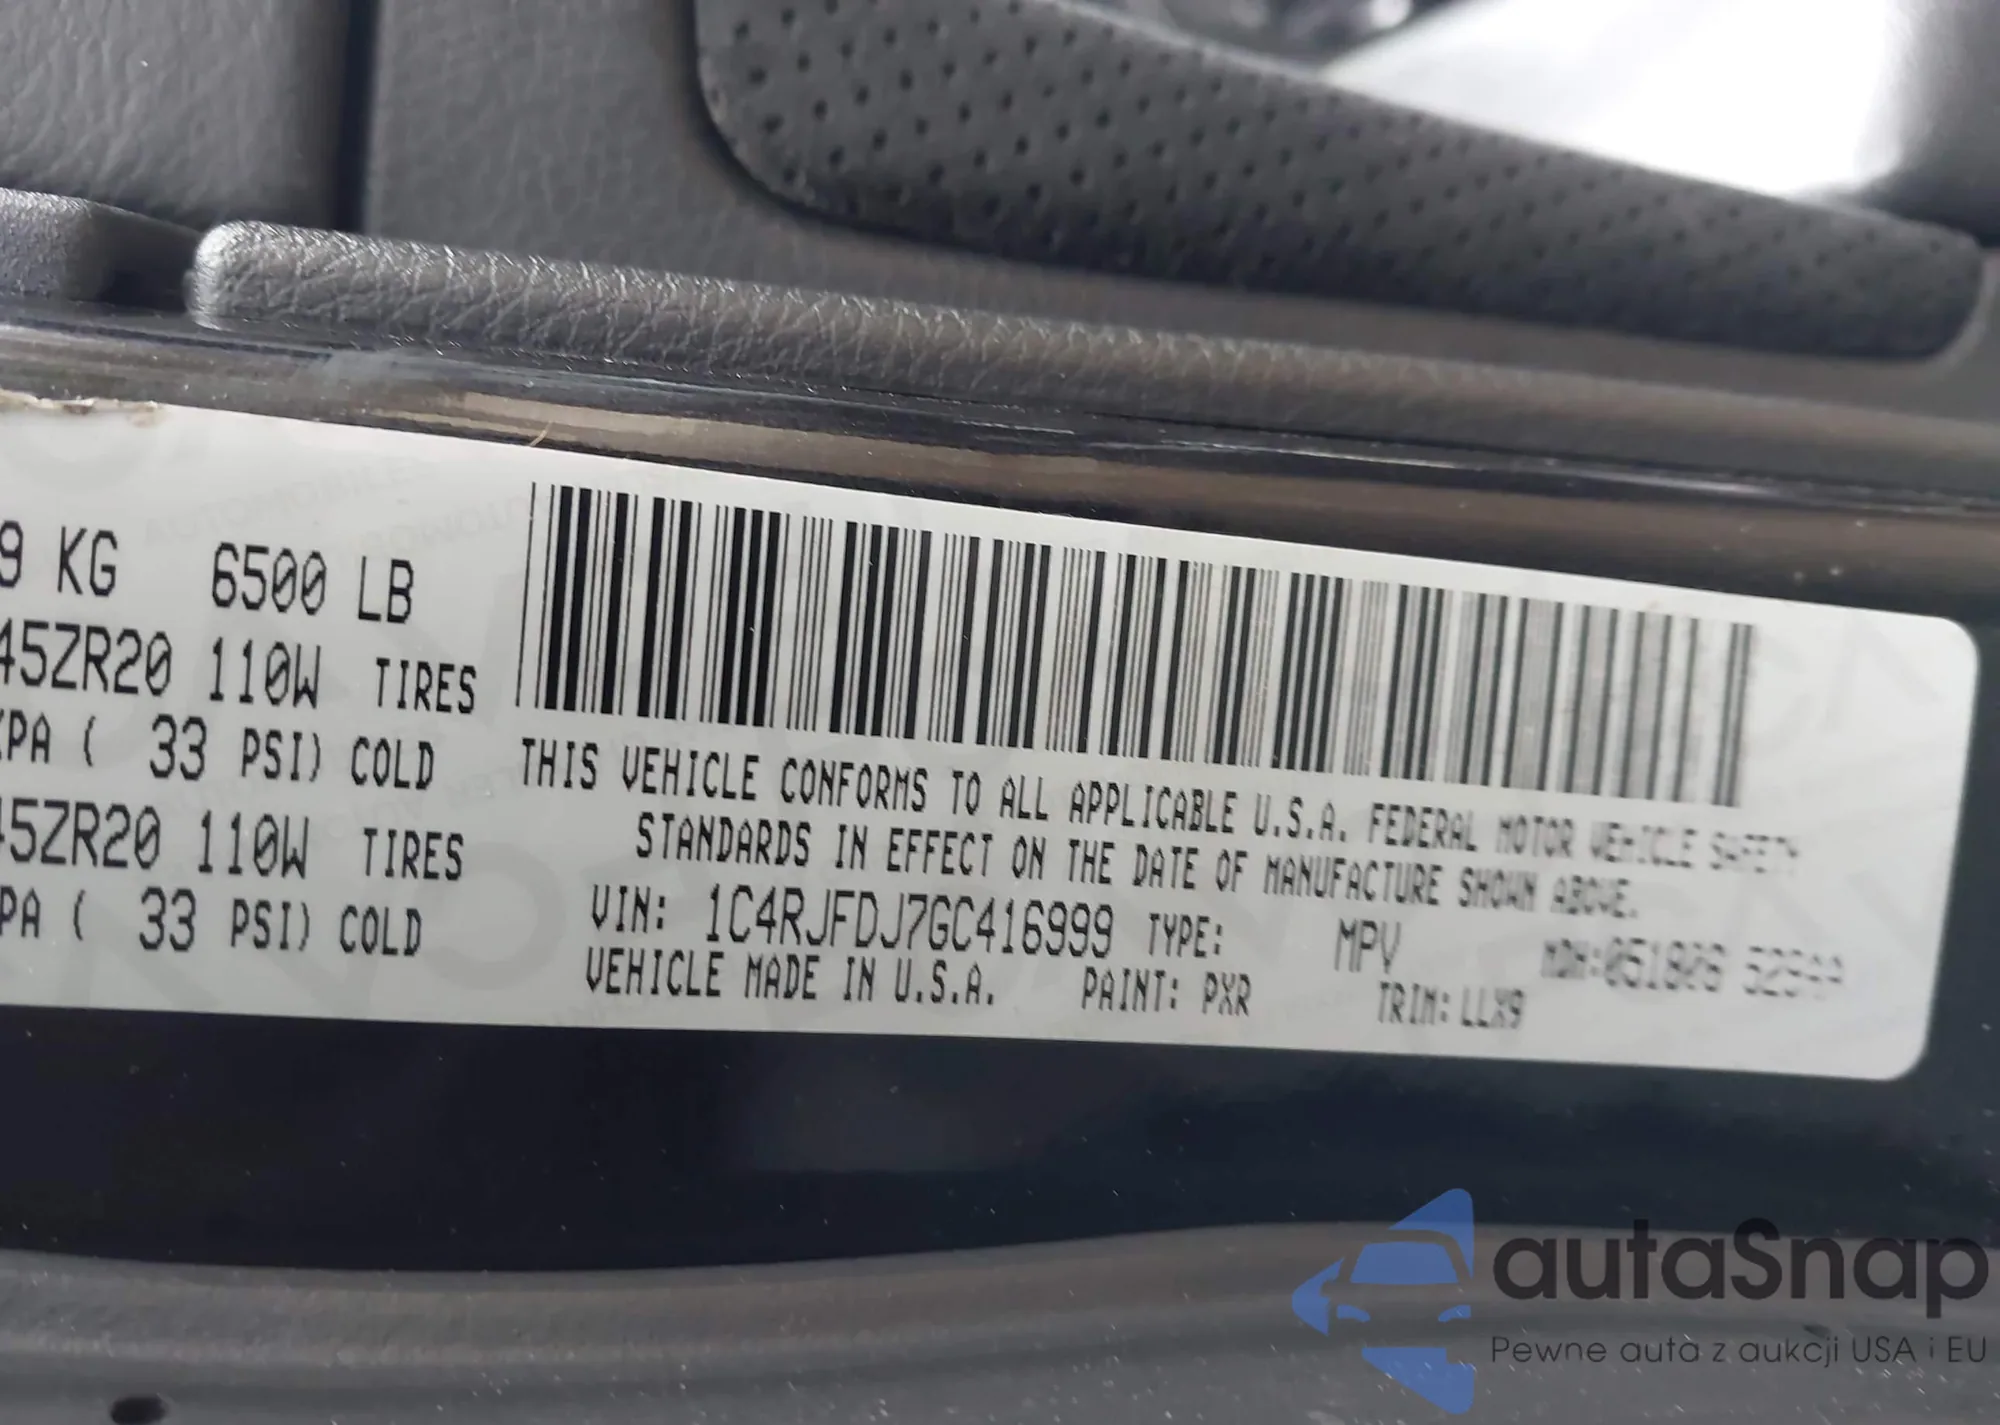 9 KG 6500 LB
45ZR20 110W TIRES
KPA ( 33 PSI) COLD
45ZR20 110W TIRES
PA ( 33 PSI) COLD
THIS VEHICLE CONFORMS TO ALL APPLICABLE U.S.A. FEDERAL MOTOR VEHICLE SAFETY
STANDARDS IN EFFECT ON THE DATE OF MANUFACTURE SHOWN ABOVE.
VIN: 1C4RJFDJ7GC416999 TYPE: MPV
VEHICLE MADE IN U.S.A. PAINT: PXR TRIM: LLX9
autaSnap
Pewne auta z aukcji USA i EU